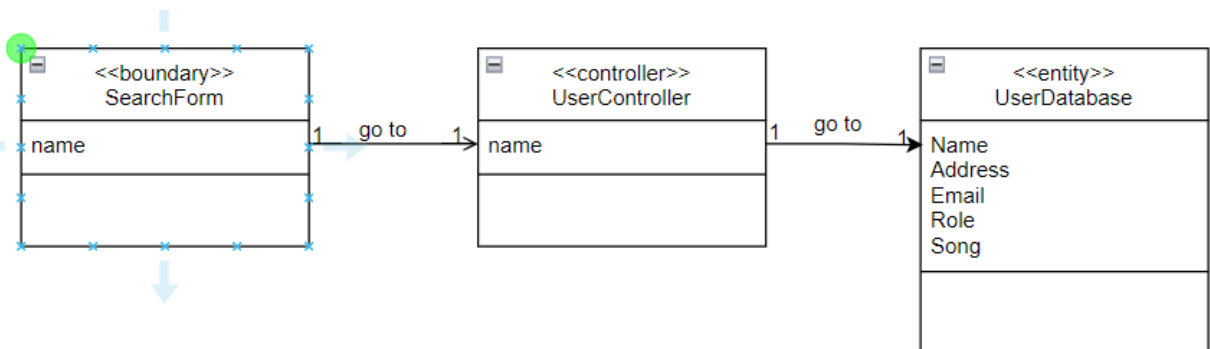 <<boundary>>
SearchForm
name
1
go to
1
<<controller>>
UserController
name
1
go to
1
<<entity>>
UserDatabase
Name
Address
Email
Role
Song